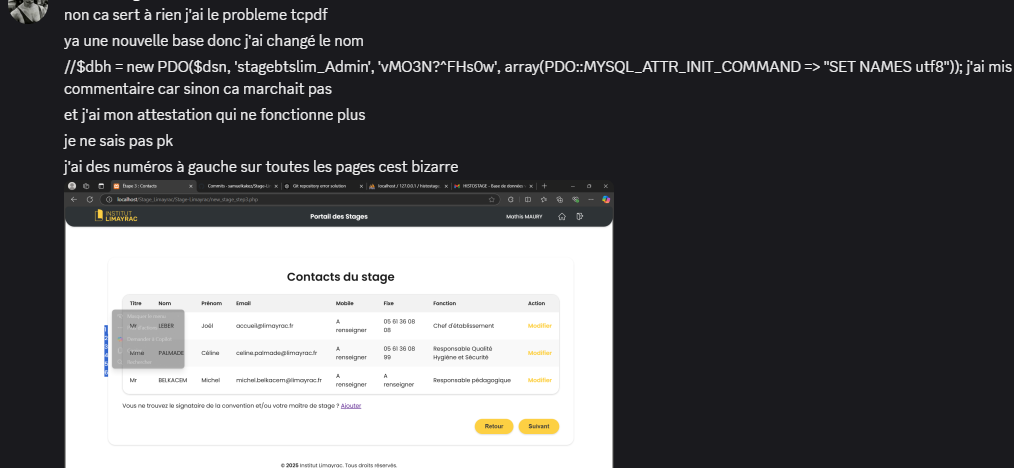 non ca sert à rien j'ai le probleme tcpdf
ya une nouvelle base donc j'ai changé le nom
//$dbh = new PDO($dsn, 'stagebtslim_Admin', 'vMO3N?^FHs0w', array(PDO::MYSQL_ATTR_INIT_COMMAND => "SET NAMES utf8")); j'ai mis
commentaire car sinon ca marchait pas
et j'ai mon attestation qui ne fonctionne plus
je ne sais pas pk
j'ai des numéros à gauche sur toutes les pages cest bizarre
Étape 3 : Contacts
Git repository error solution
localhost / 127.0.0.1 / histostage
HISTOSTAGE - Base de données
localhost/Stage_Limayrac/Stage-Limayrac/new_stage_step3.php
INSTITUT
LIMAYRAC
Portail des Stages
Mathis MAURY
Contacts du stage
Titre Nom Prénom Email Mobile Fixe Fonction Action
Mr LEBER Joël accueil@limayrac.fr A renseigner 05 61 36 08 08 Chef d'établissement Modifier
Mme PALMADE Céline celine.palmade@limayrac.fr A renseigner 05 61 36 08 99 Responsable Qualité Hygiène et Sécurité Modifier
Mr BELKACEM Michel michel.belkacem@limayrac.fr A renseigner A renseigner Responsable pédagogique Modifier
Vous ne trouvez le signataire de la convention et/ou votre maître de stage ? Ajouter
Retour Suivant
© 2025 Institut Limayrac. Tous droits réservés.